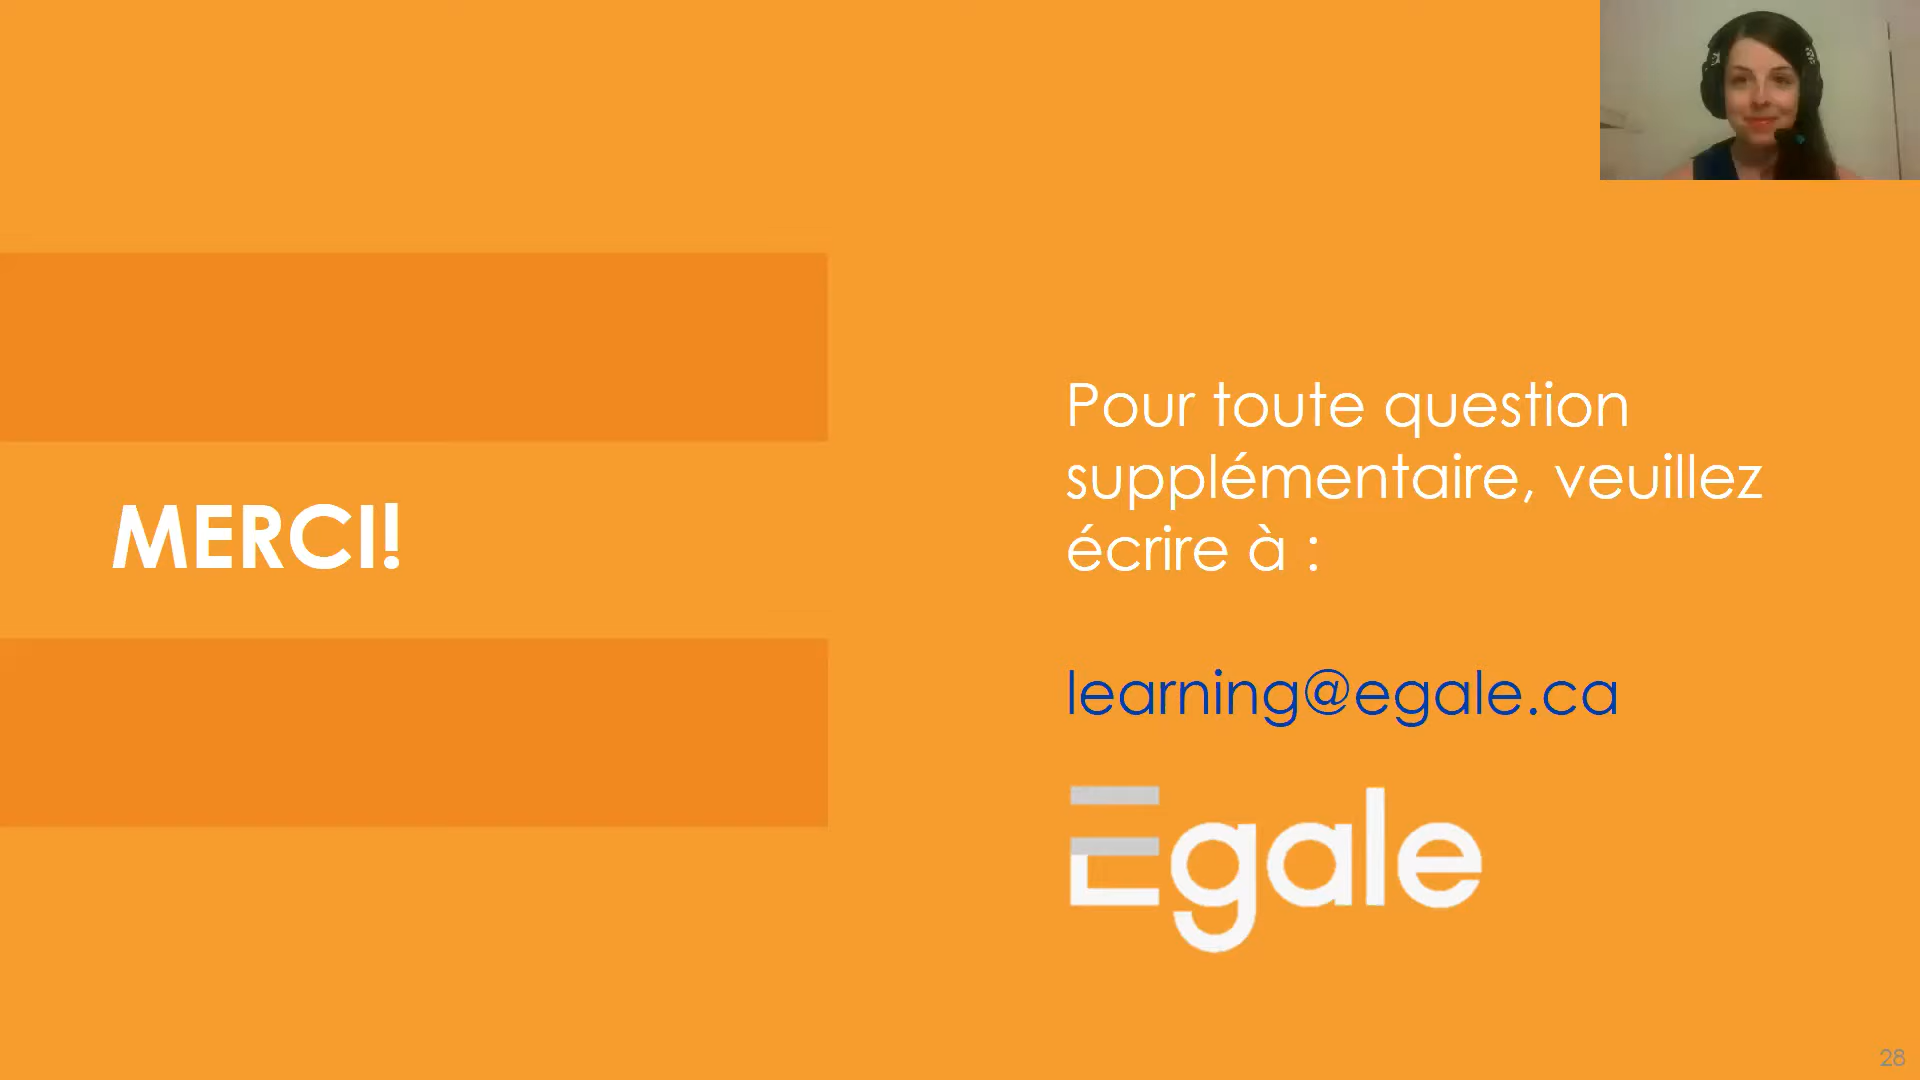 MERCI!
Pour toute question
supplémentaire, veuillez
écrire à :
learning@egale.ca
Egale
28